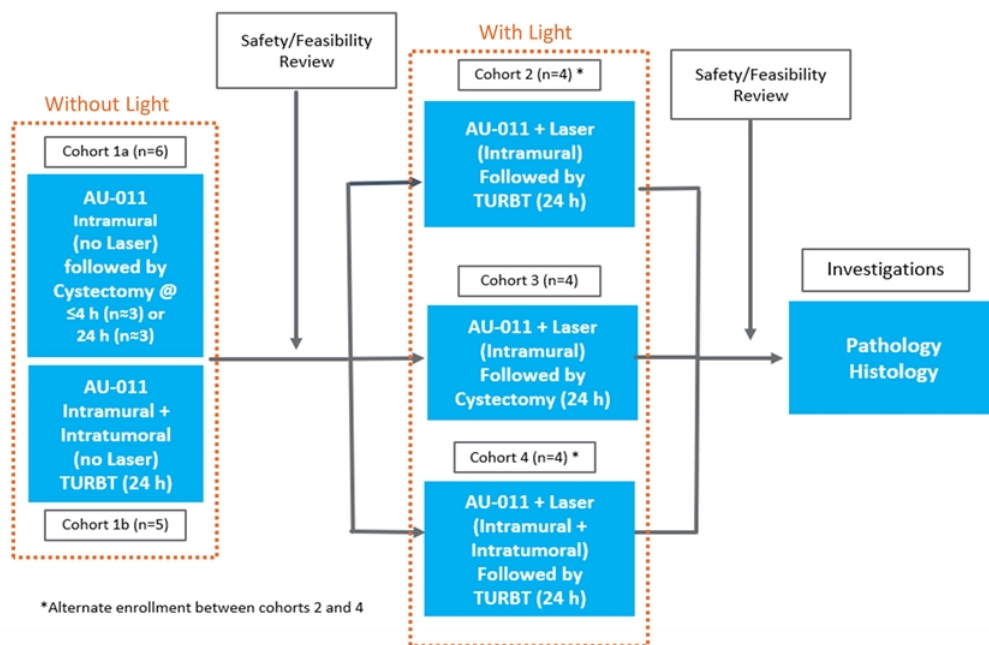 Safety/Feasibility
Review
Without Light
Cohort 1a (n=6)
AU-011
Intramural
(no Laser)
followed by
Cystectomy @
≤4 h (n≈3) or
24 h (n≈3)
AU-011
Intramural +
Intratumoral
(no Laser)
TURBT (24 h)
Cohort 1b (n=5)
With Light
Cohort 2 (n=4) *
AU-011 + Laser
(Intramural)
Followed by
TURBT (24 h)
Cohort 3 (n=4)
AU-011 + Laser
(Intramural)
Followed by
Cystectomy (24 h)
Cohort 4 (n=4) *
AU-011 + Laser
(Intramural +
Intratumoral)
Followed by
TURBT (24 h)
Safety/Feasibility
Review
Investigations
Pathology
Histology
*Alternate enrollment between cohorts 2 and 4